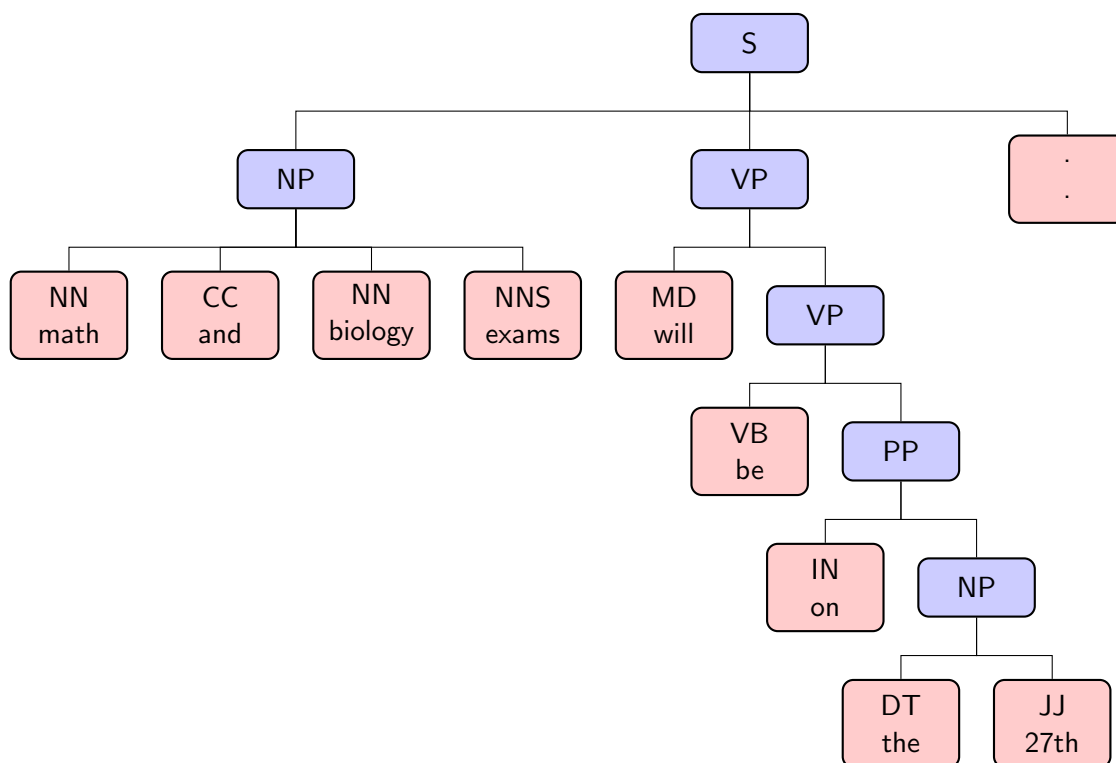 S
NP
VP
.
.
NN
math
CC
and
NN
biology
NNS
exams
MD
will
VP
VB
be
PP
IN
on
NP
DT
the
JJ
27th